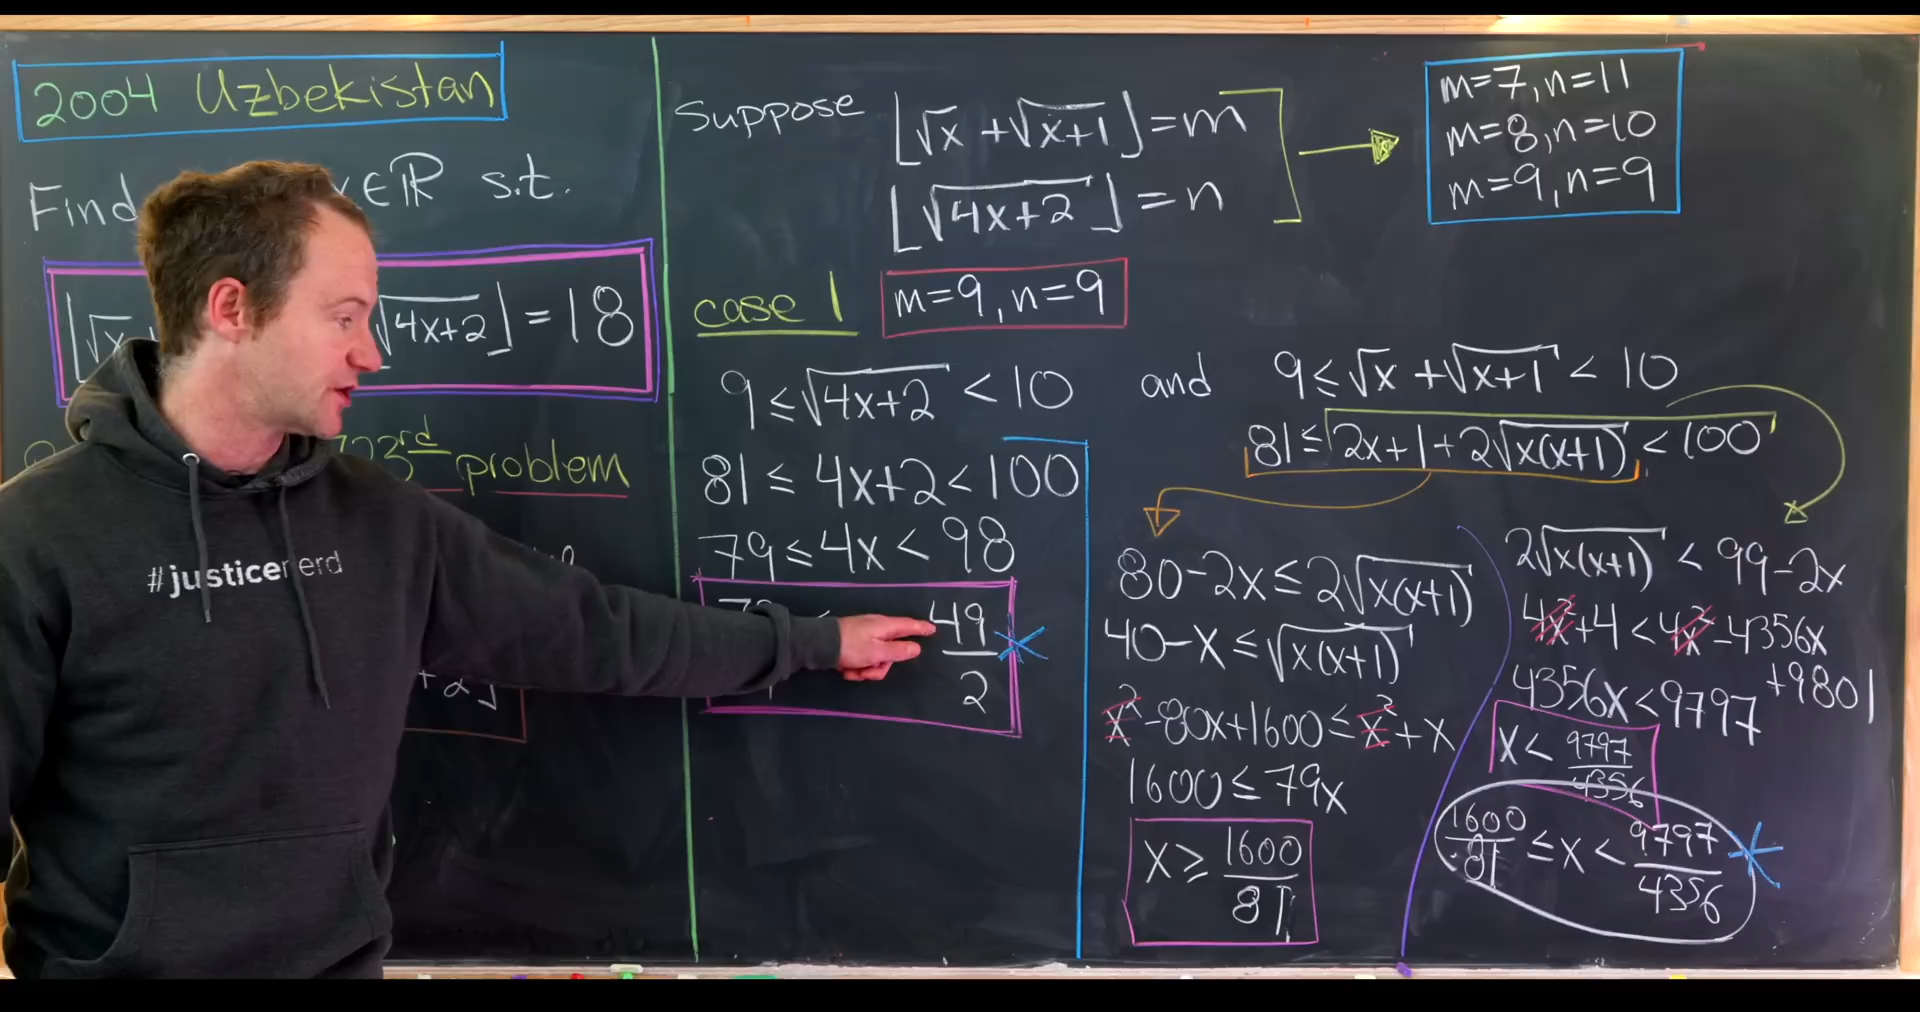 2004 Uzbekistan
Find x∈ℝ s.t.
⌊√x+ √4x+2⌋ = 18
723rd problem
+2⌋
#justicenerd
Suppose ⌊√x + √x+1⌋ = m
⌊√4x+2⌋ = n
m=7, n=11
m=8, n=10
m=9, n=9
case 1 m=9, n=9
9 ≤ √4x+2 < 10
81 ≤ 4x+2 < 100
79 ≤ 4x < 98
79 ≤ 49/2
and 9 ≤ √x + √x+1 < 10
81 ≤ 2x+1+2√x(x+1) < 100
80-2x ≤ 2√x(x+1)
40-x ≤ √x(x+1)
x²-80x+1600 ≤ x²+x
1600 ≤ 79x
x ≥ 1600/81
2√x(x+1) < 99-2x
4x²+4 < 4x²-4356x
+9801
4356x < 9797
x < 9797/4356
1600/81 ≤ x < 9797/4356